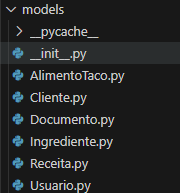 models
__pycache__
__init__.py
AlimentoTaco.py
Cliente.py
Documento.py
Ingrediente.py
Receita.py
Usuario.py